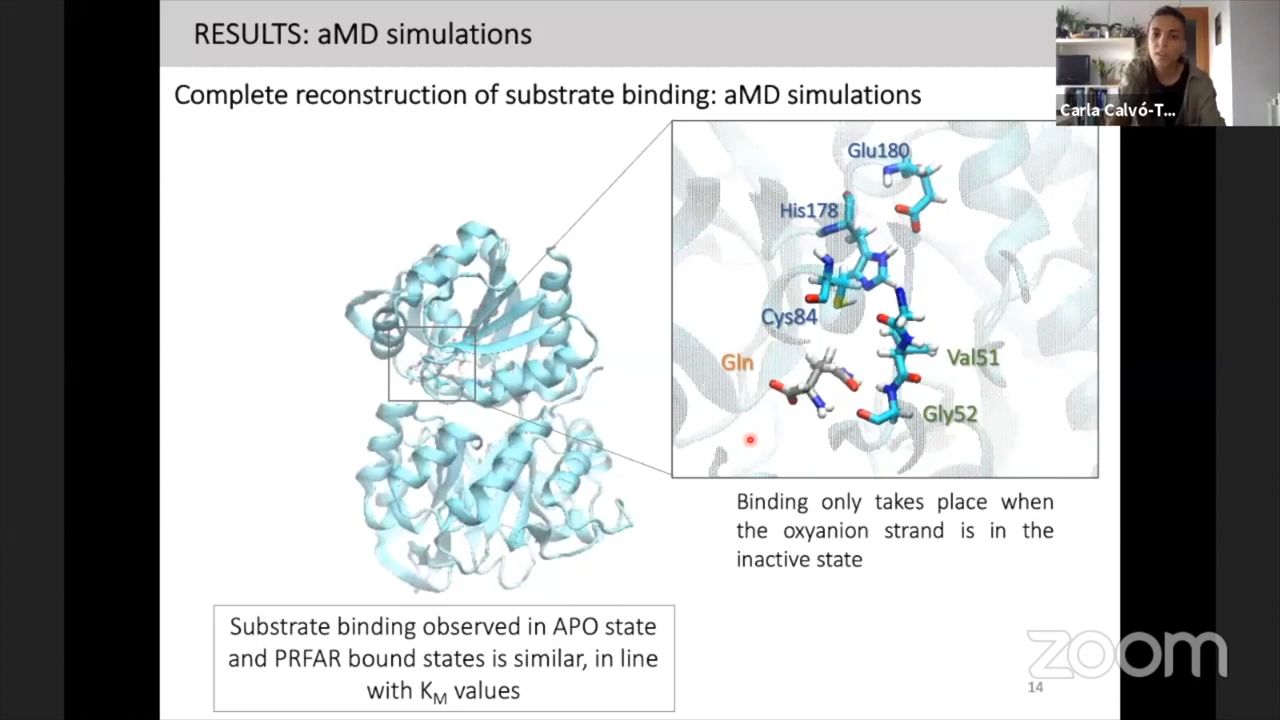 RESULTS: aMD simulations
Carla Calvó-T...
Complete reconstruction of substrate binding: aMD simulations
Glu180
His178
Cys84
Gln
Val51
Gly52
Binding only takes place when
the oxyanion strand is in the
inactive state
Substrate binding observed in APO state
and PRFAR bound states is similar, in line
with KM values
zoom
14